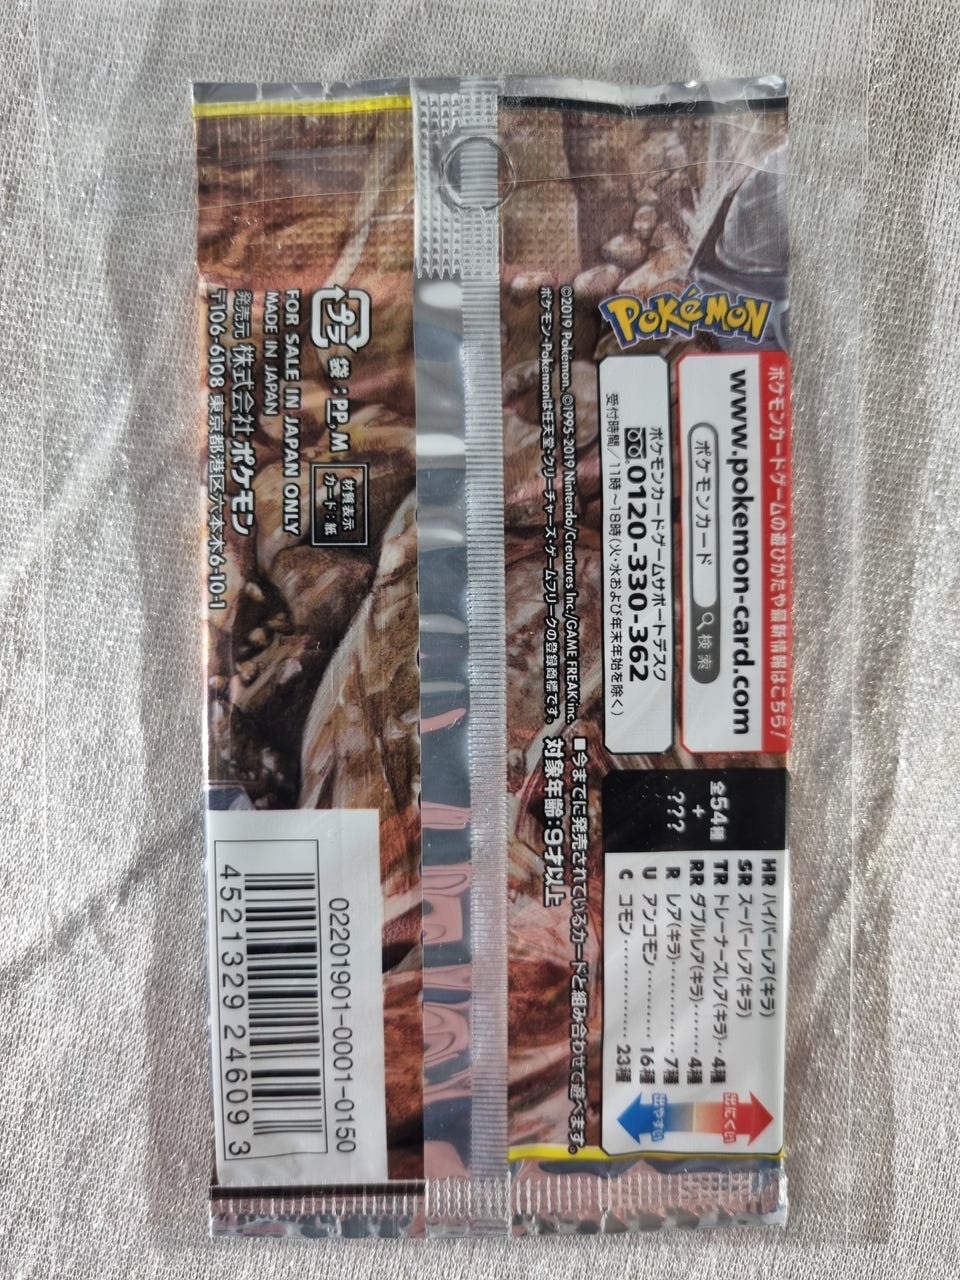 POKéMON
ポケモンカードゲームの遊びかたや最新情報はこちら!
www.pokemon-card.com
ポケモンカード 検索
ポケモンカードゲームサポートデスク
0120-330-362
受付時間/11時~18時(火・水および年末年始を除く)
©2019 Pokémon. ©1995-2019 Nintendo/Creatures Inc./GAME FREAK inc.
ポケモン・Pokémonは任天堂・クリーチャーズ・ゲームフリークの登録商標です。
全54種
+
???
HR ハイパーレア(キラ)
SR スーパーレア(キラ)
TR トレーナーズレア(キラ)‥4種
RR ダブルレア(キラ)……4種
R レア(キラ)…………7種
U アンコモン…………16種
C コモン………………23種
出にくい
出やすい
■今までに発売されているカードと組み合わせて遊べます。
対象年齢:9才以上
プラ
袋:PP,M
材質表示
カード:紙
FOR SALE IN JAPAN ONLY
MADE IN JAPAN
発売元 株式会社ポケモン
〒106-6108 東京都港区六本木6-10-1
02201901-0001-0150
4521329 246093